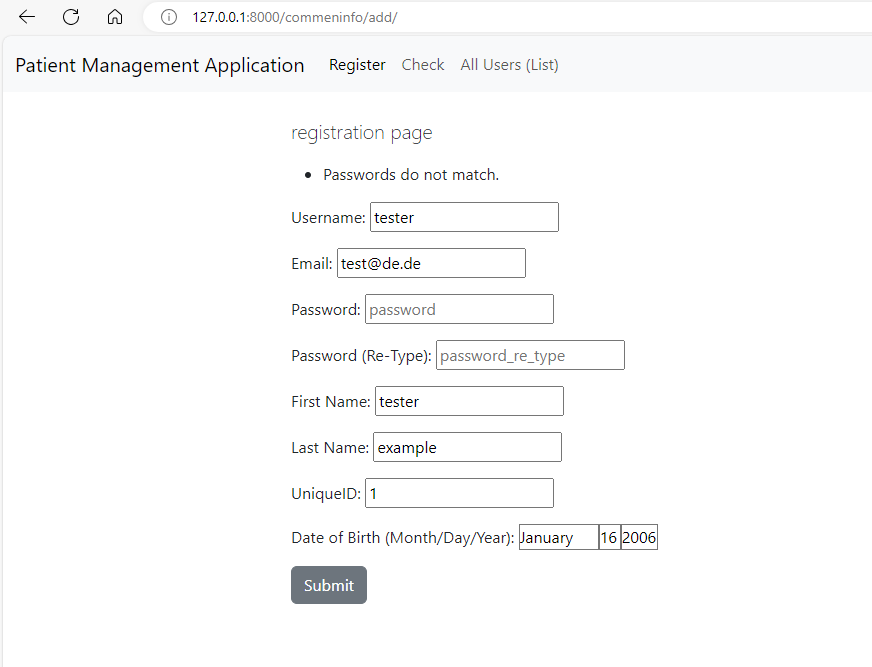 127.0.0.1:8000/commeninfo/add/
Patient Management Application Register Check All Users (List)
registration page
Passwords do not match.
Username: tester
Email: test@de.de
Password: password
Password (Re-Type): password_re_type
First Name: tester
Last Name: example
UniqueID: 1
Date of Birth (Month/Day/Year): January 16 2006
Submit